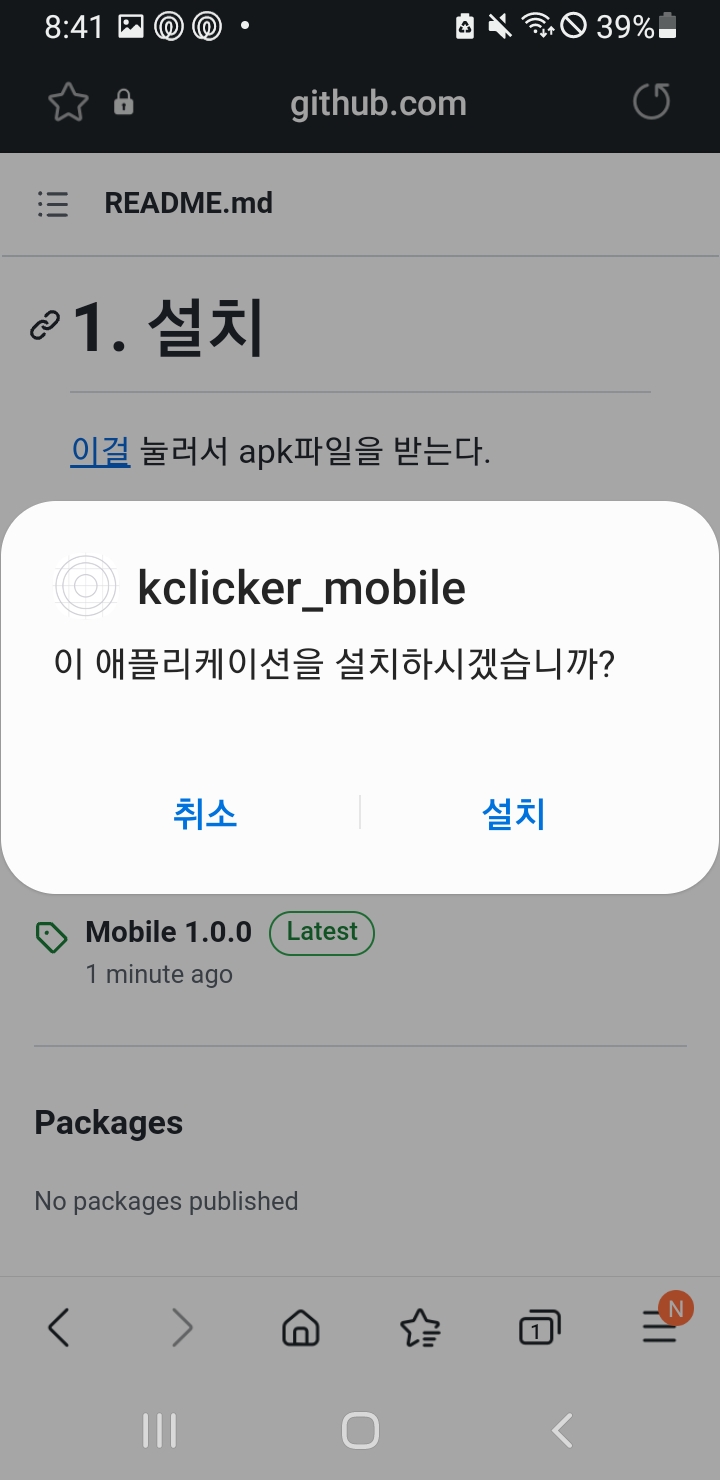 8:41
39%
github.com
README.md
1. 설치
이걸 눌러서 apk파일을 받는다.
kclicker_mobile
이 애플리케이션을 설치하시겠습니까?
취소
설치
Mobile 1.0.0 Latest
1 minute ago
Packages
No packages published
1
N